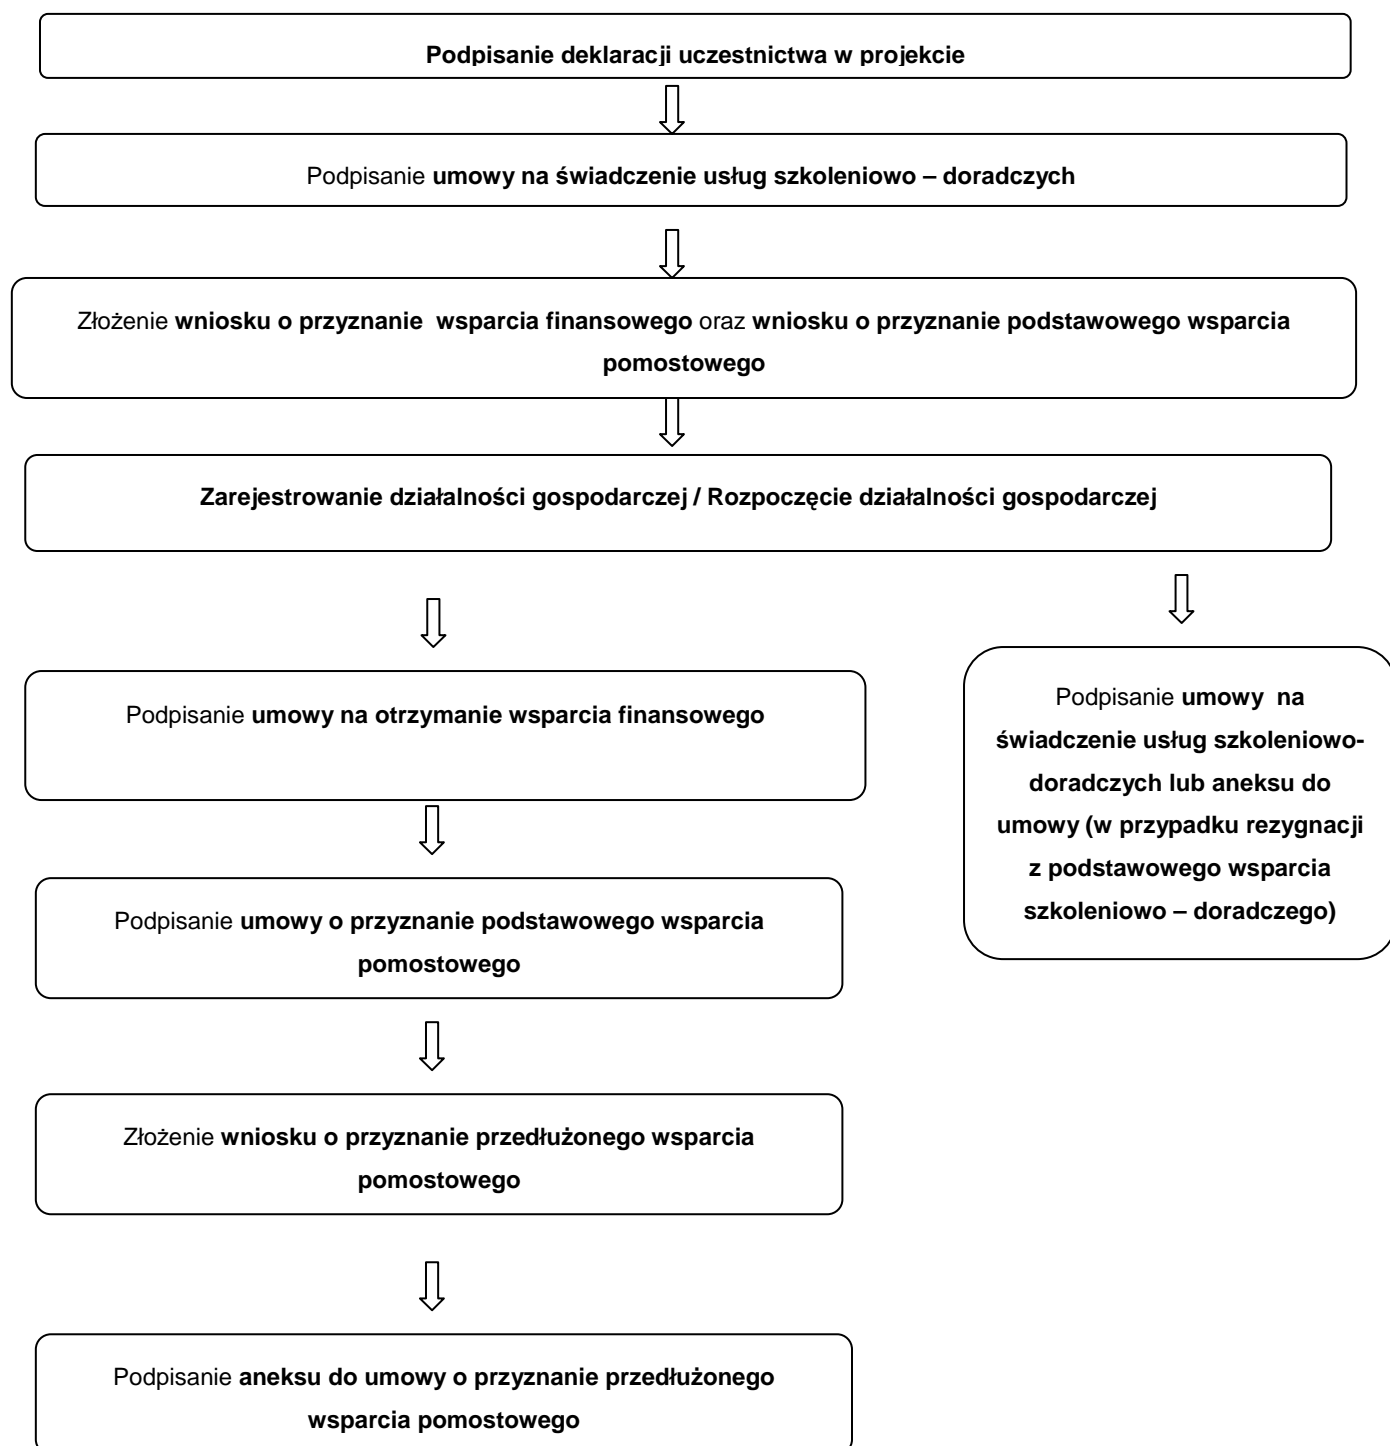 Podpisanie deklaracji uczestnictwa w projekcie
Podpisanie umowy na świadczenie usług szkoleniowo – doradczych
Złożenie wniosku o przyznanie wsparcia finansowego oraz wniosku o przyznanie podstawowego wsparcia
pomostowego
Zarejestrowanie działalności gospodarczej / Rozpoczęcie działalności gospodarczej
Podpisanie umowy na otrzymanie wsparcia finansowego
Podpisanie umowy o przyznanie podstawowego wsparcia
pomostowego
Złożenie wniosku o przyznanie przedłużonego wsparcia
pomostowego
Podpisanie aneksu do umowy o przyznanie przedłużonego
wsparcia pomostowego
Podpisanie umowy na
świadczenie usług szkoleniowo-
doradczych lub aneksu do
umowy (w przypadku rezygnacji
z podstawowego wsparcia
szkoleniowo – doradczego)